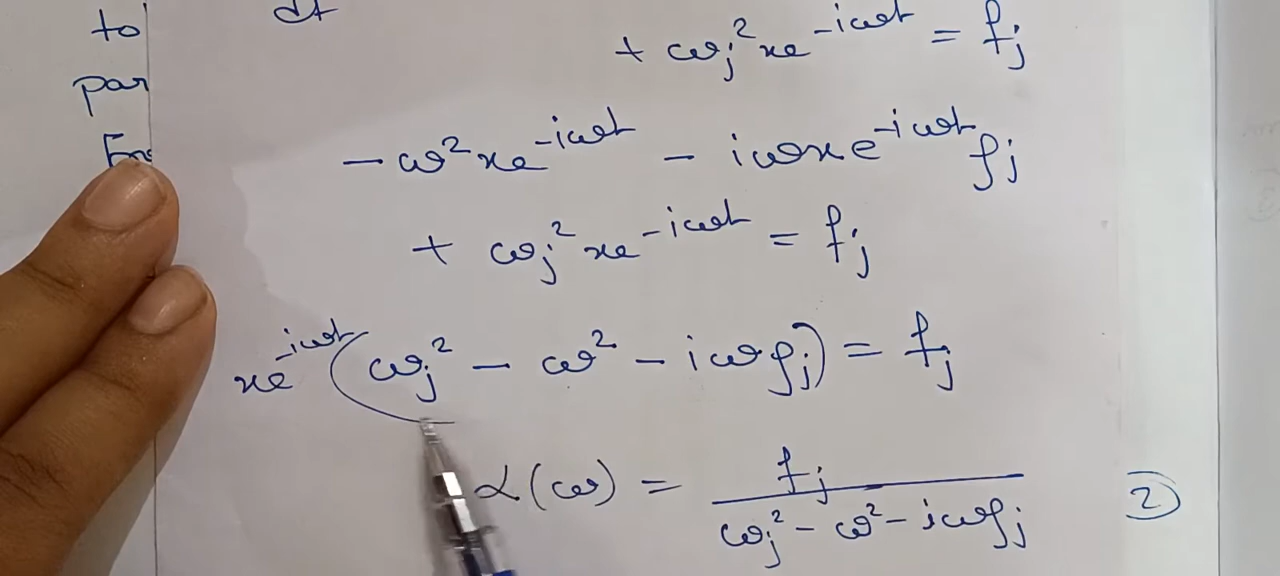 to
par
dt
+ ωj² xe^-iωt = fj
- ω² xe^-iωt - iωxe^-iωt ρj
+ ωj² xe^-iωt = fj
xe^-iωt (ωj² - ω² - iωρj) = fj
α(ω) = fj / ωj² - ω² - iωρj ②